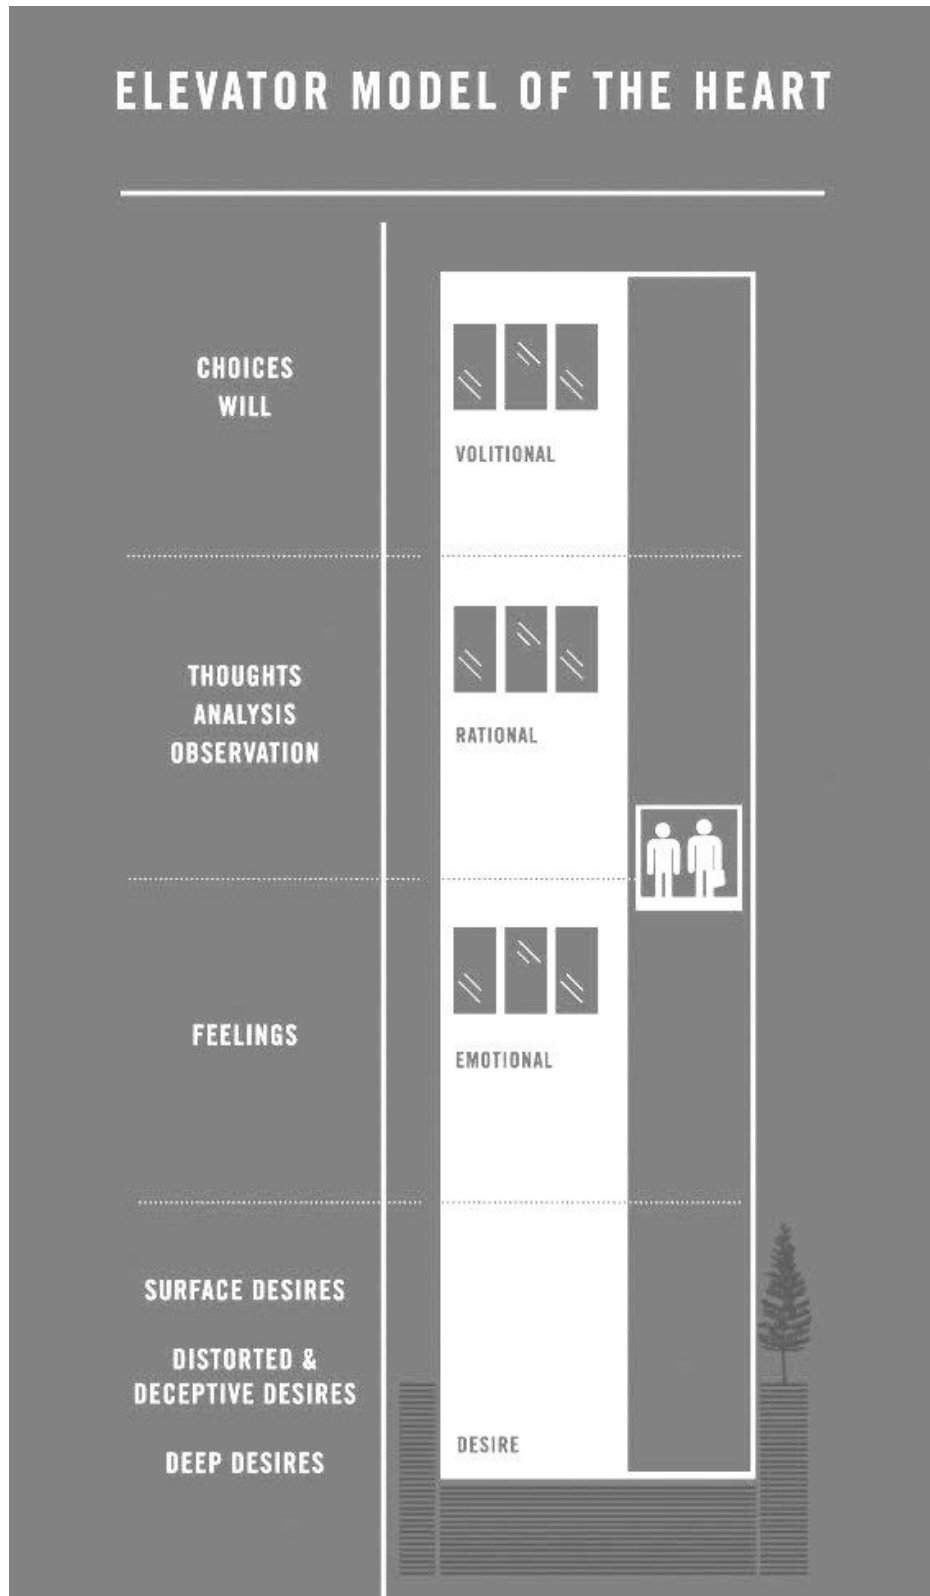 ELEVATOR MODEL OF THE HEART
CHOICES
WILL
VOLITIONAL
THOUGHTS
ANALYSIS
OBSERVATION
RATIONAL
FEELINGS
EMOTIONAL
SURFACE DESIRES
DISTORTED &
DECEPTIVE DESIRES
DEEP DESIRES
DESIRE